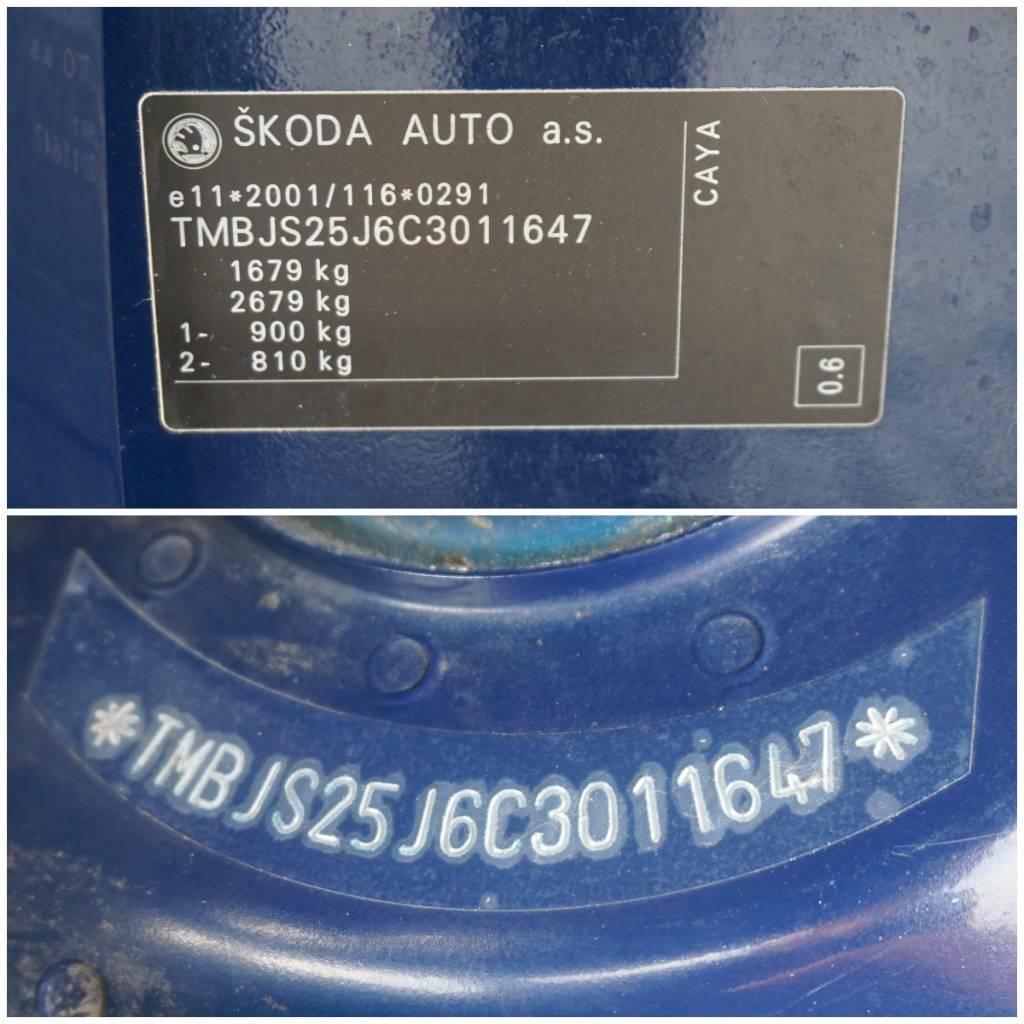 ŠKODA AUTO a.s.
e11*2001/116*0291
TMBJS25J6C3011647
1679 kg
2679 kg
1- 900 kg
2- 810 kg
CAYA
0.6
*TMBJS25J6C3011647*